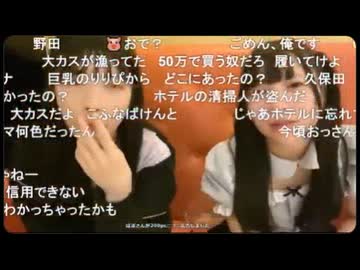 野田 🐷おで？ ごめん、俺です
大カスが漁ってた 50万で買う奴だろ 履いてけよ
ナ 巨乳のりりぴから どこにあったの？ 久保田
かったの？ ホテルの清掃人が盗んだ
大カスだよ こふなばけんと じゃあホテルに忘れて
マ何色だったん 今頃おっさん
ゃねー
信用できない
わかっちゃったかも